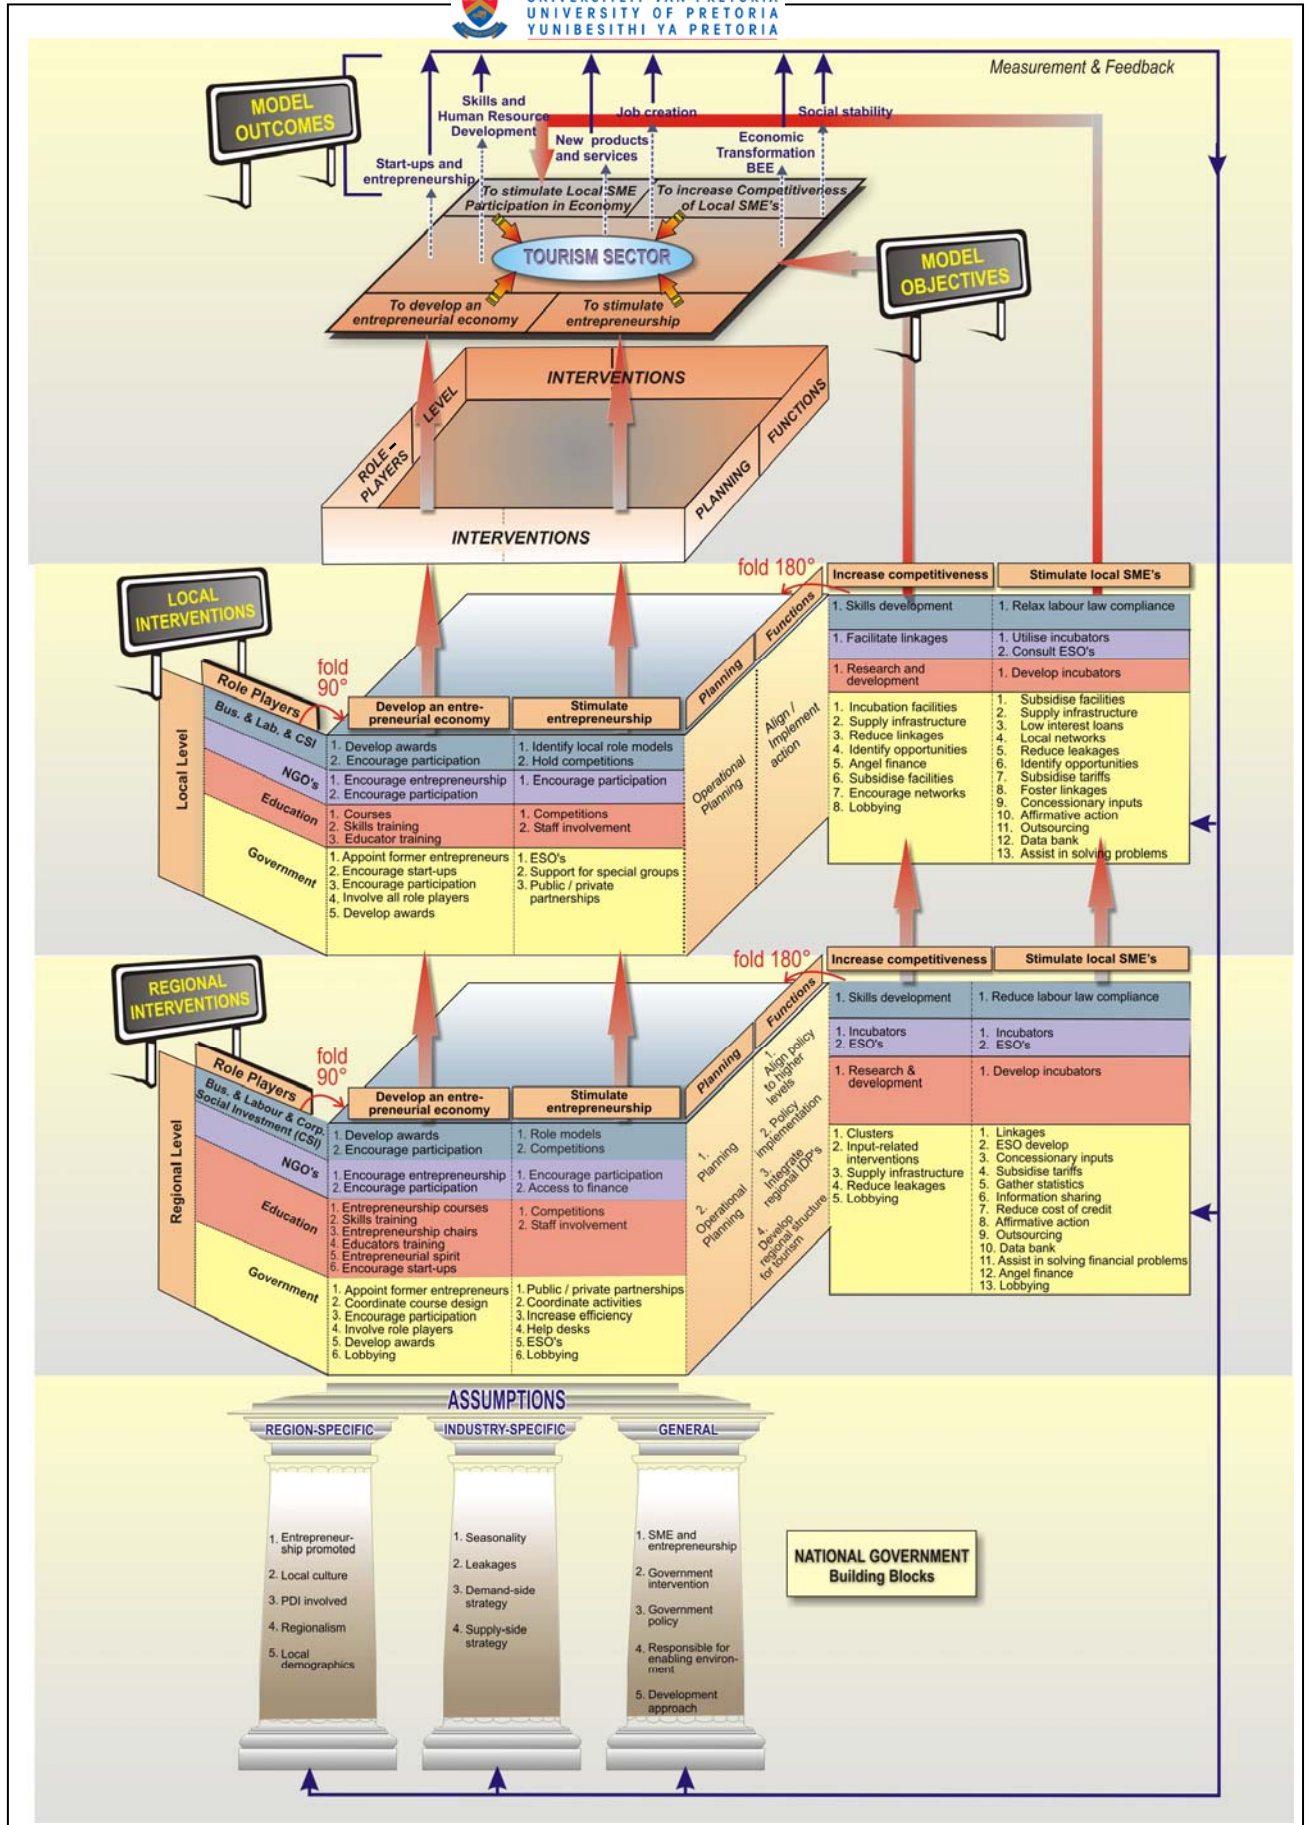 UNIVERSITY OF PRETORIA
YUNIBESITHI YA PRETORIA
Measurement & Feedback
MODEL
OUTCOMES
Skills and
Human Resource
Development
Job creation
Social stability
New products
and services
Economic
Transformation
BEE
Start-ups and
entrepreneurship
To stimulate Local SME
Participation in Economy
To increase Competitiveness
of Local SME's
TOURISM SECTOR
MODEL
OBJECTIVES
To develop an
entrepreneurial economy
To stimulate
entrepreneurship
INTERVENTIONS
LEVEL
ROLE -
PLAYERS
FUNCTIONS
PLANNING
INTERVENTIONS
LOCAL
INTERVENTIONS
fold 180°
Increase competitiveness
Stimulate local SME's
fold
90°
Local Level
Role Players
Bus. & Lab. & CSI
NGO's
Education
Government
Develop an entre-
preneurial economy
Stimulate
entrepreneurship
1. Develop awards
2. Encourage participation
1. Identify local role models
2. Hold competitions
1. Encourage entrepreneurship
2. Encourage participation
1. Encourage participation
1. Courses
2. Skills training
3. Educator training
1. Competitions
2. Staff involvement
1. Appoint former entrepreneurs
2. Encourage start-ups
3. Encourage participation
4. Involve all role players
5. Develop awards
1. ESO's
2. Support for special groups
3. Public / private
partnerships
Planning
Functions
Operational
Planning
Align /
Implement
action
1. Skills development
1. Relax labour law compliance
1. Facilitate linkages
1. Utilise incubators
2. Consult ESO's
1. Research and
development
1. Develop incubators
1. Incubation facilities
2. Supply infrastructure
3. Reduce linkages
4. Identify opportunities
5. Angel finance
6. Subsidise facilities
7. Encourage networks
8. Lobbying
1. Subsidise facilities
2. Supply infrastructure
3. Low interest loans
4. Local networks
5. Reduce leakages
6. Identify opportunities
7. Subsidise tariffs
8. Foster linkages
9. Concessionary inputs
10. Affirmative action
11. Outsourcing
12. Data bank
13. Assist in solving problems
REGIONAL
INTERVENTIONS
fold 180°
Increase competitiveness
Stimulate local SME's
fold
90°
Regional Level
Role Players
Bus. & Labour & Corp.
Social Investment (CSI)
NGO's
Education
Government
Develop an entre-
preneurial economy
Stimulate
entrepreneurship
1. Develop awards
2. Encourage participation
1. Role models
2. Competitions
1. Encourage entrepreneurship
2. Encourage participation
1. Encourage participation
2. Access to finance
1. Entrepreneurship courses
2. Skills training
3. Entrepreneurship chairs
4. Educators training
5. Entrepreneurial spirit
6. Encourage start-ups
1. Competitions
2. Staff involvement
1. Appoint former entrepreneurs
2. Coordinate course design
3. Encourage participation
4. Involve role players
5. Develop awards
6. Lobbying
1. Public / private partnerships
2. Coordinate activities
3. Increase efficiency
4. Help desks
5. ESO's
6. Lobbying
Planning
Functions
1.
Planning
2.
Operational
Planning
1.
Align policy
to higher
levels
2. Policy
implementation
3.
Integrate
regional IDP's
4.
Develop
regional structure
for tourism
1. Skills development
1. Reduce labour law compliance
1. Incubators
2. ESO's
1. Incubators
2. ESO's
1. Research &
development
1. Develop incubators
1. Clusters
2. Input-related
interventions
3. Supply infrastructure
4. Reduce leakages
5. Lobbying
1. Linkages
2. ESO develop
3. Concessionary inputs
4. Subsidise tariffs
5. Gather statistics
6. Information sharing
7. Reduce cost of credit
8. Affirmative action
9. Outsourcing
10. Data bank
11. Assist in solving financial problems
12. Angel finance
13. Lobbying
ASSUMPTIONS
REGION-SPECIFIC
INDUSTRY-SPECIFIC
GENERAL
1. Entrepreneur-
ship promoted
2. Local culture
3. PDI involved
4. Regionalism
5. Local
demographics
1. Seasonality
2. Leakages
3. Demand-side
strategy
4. Supply-side
strategy
1. SME and
entrepreneurship
2. Government
intervention
3. Government
policy
4. Responsible for
enabling environ-
ment
5. Development
approach
NATIONAL GOVERNMENT
Building Blocks